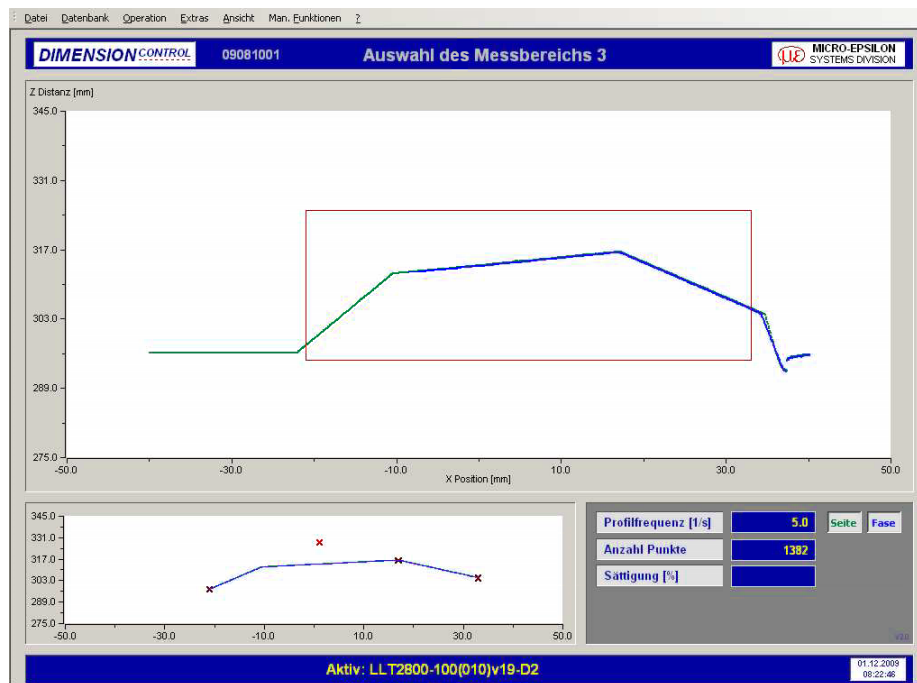 Datei Datenbank Operation Extras Ansicht Man. Funktionen ?
DIMENSION CONTROL 09081001 Auswahl des Messbereichs 3 MICRO-EPSILON
SYSTEMS DIVISION
Z Distanz [mm]
345.0
331.0
317.0
303.0
289.0
275.0
-50.0 -30.0 -10.0 10.0 30.0 50.0
X Position [mm]
345.0
331.0
317.0
303.0
289.0
275.0
-50.0 -30.0 -10.0 10.0 30.0 50.0
Profilfrequenz [1/s] 5.0 Seite Fase
Anzahl Punkte 1382
Sättigung [%]
Aktiv: LLT2800-100(010)v19-D2
01.12.2009
08:22:46